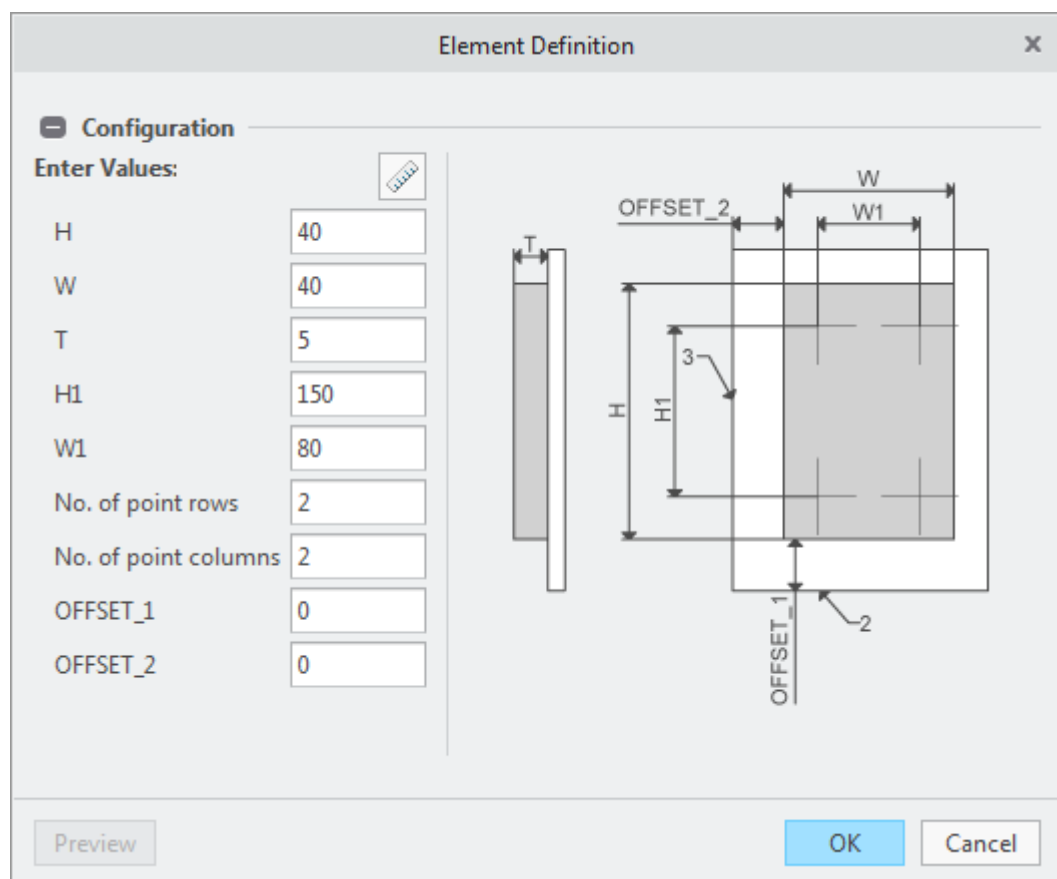 Element Definition
x
Configuration
Enter Values:
H 40
W 40
T 5
H1 150
W1 80
No. of point rows 2
No. of point columns 2
OFFSET_1 0
OFFSET_2 0
W
OFFSET_2
W1
T
3
H
H1
2
OFFSET_1
Preview
OK
Cancel